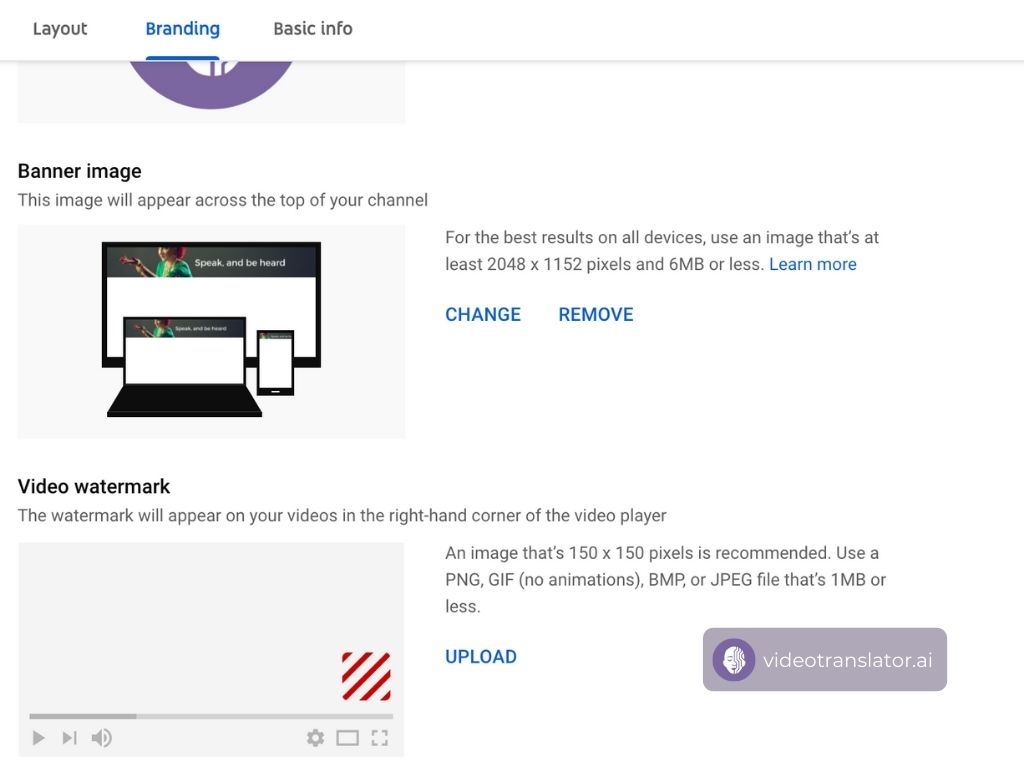 Layout Branding Basic info
Banner image
This image will appear across the top of your channel
Speak, and be heard
Speak, and be heard
For the best results on all devices, use an image that's at
least 2048 x 1152 pixels and 6MB or less. Learn more
CHANGE REMOVE
Video watermark
The watermark will appear on your videos in the right-hand corner of the video player
An image that's 150 x 150 pixels is recommended. Use a
PNG, GIF (no animations), BMP, or JPEG file that's 1MB or
less.
UPLOAD
videotranslator.ai